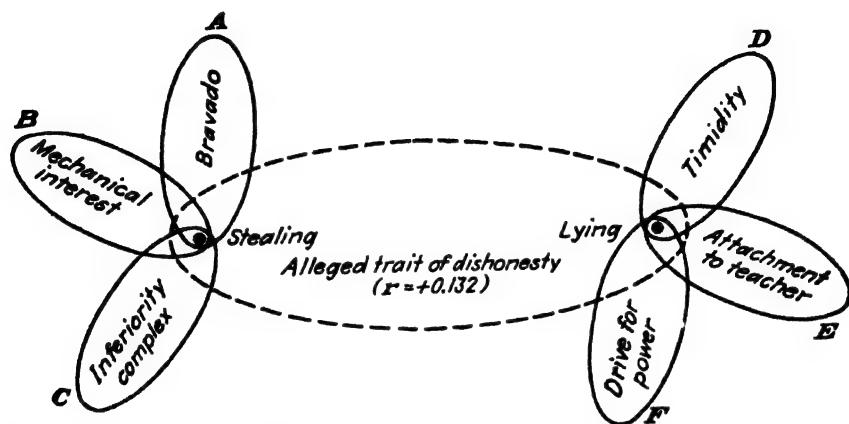 A
Bravado
B
Mechanical
interest
C
Inferiority
complex
Stealing
Alleged trait of dishonesty
(r = +0.132)
Lying
D
Timidity
Attachment
to teacher
E
Drive for
power
F